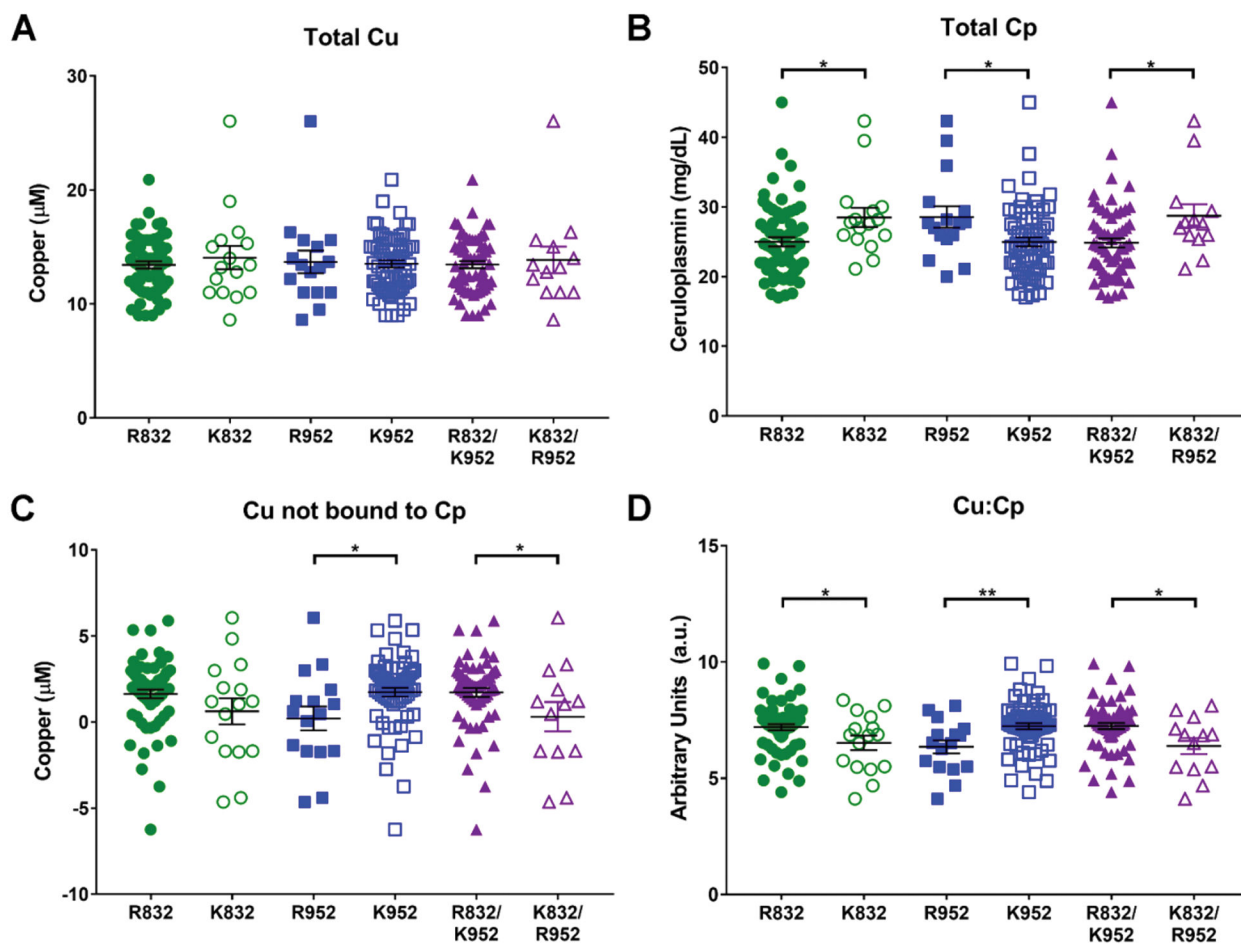 A
Total Cu
30
20
10
0
Copper (μM)
R832 K832 R952 K952 R832/ K832/
K952 R952
B
Total Cp
* * *
50
40
30
20
10
0
Ceruloplasmin (mg/dL)
R832 K832 R952 K952 R832/ K832/
K952 R952
C
Cu not bound to Cp
* *
10
5
0
-5
-10
Copper (μM)
R832 K832 R952 K952 R832/ K832/
K952 R952
D
Cu:Cp
* ** *
15
10
5
0
Arbitrary Units (a.u.)
R832 K832 R952 K952 R832/ K832/
K952 R952